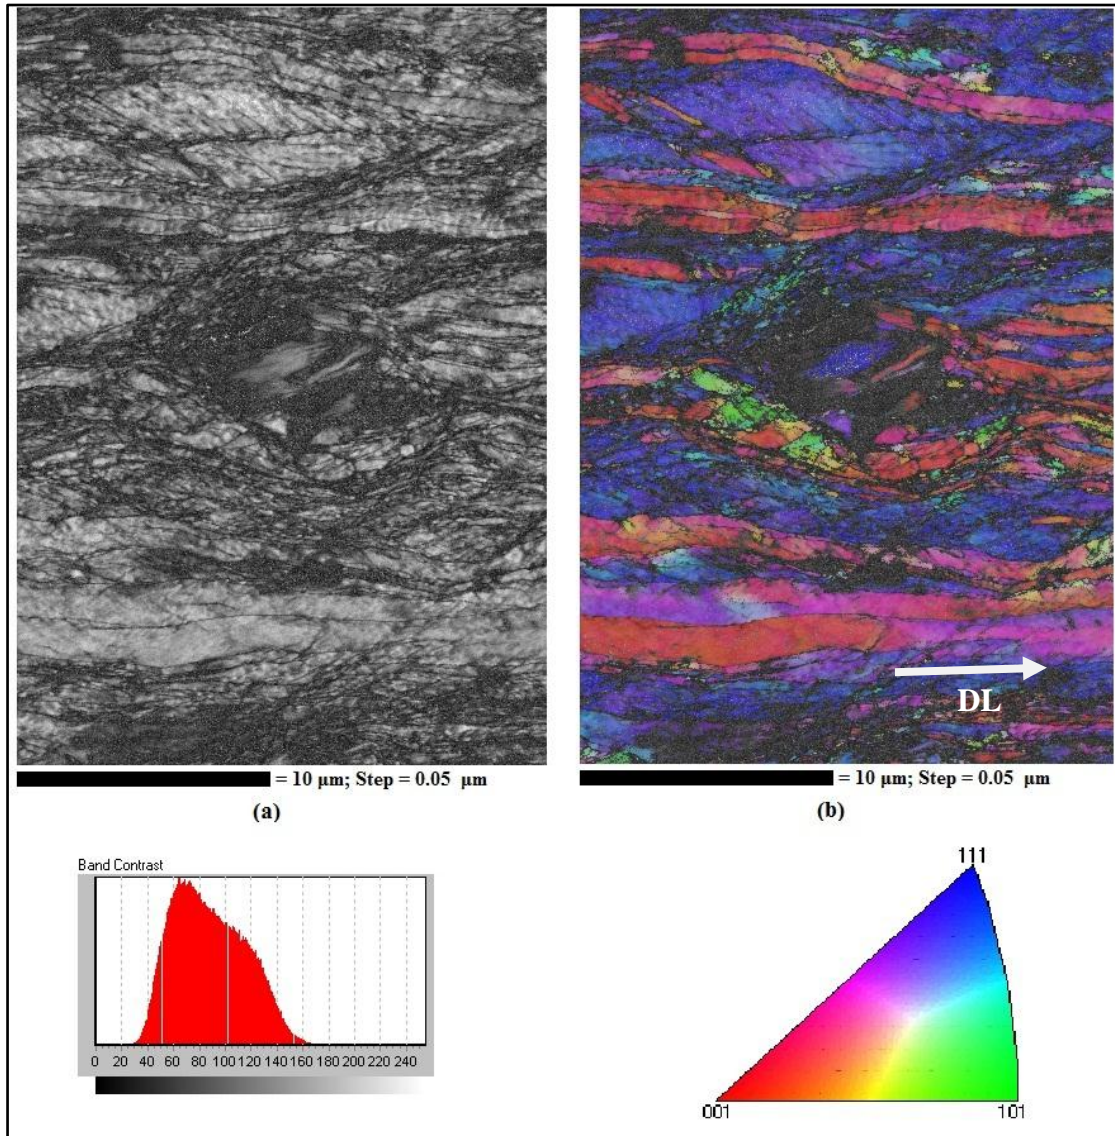 DL
= 10 µm; Step = 0.05 µm
= 10 µm; Step = 0.05 µm
(a)
(b)
Band Contrast
0 20 40 60 80 100 120 140 160 180 200 220 240
111
001
101